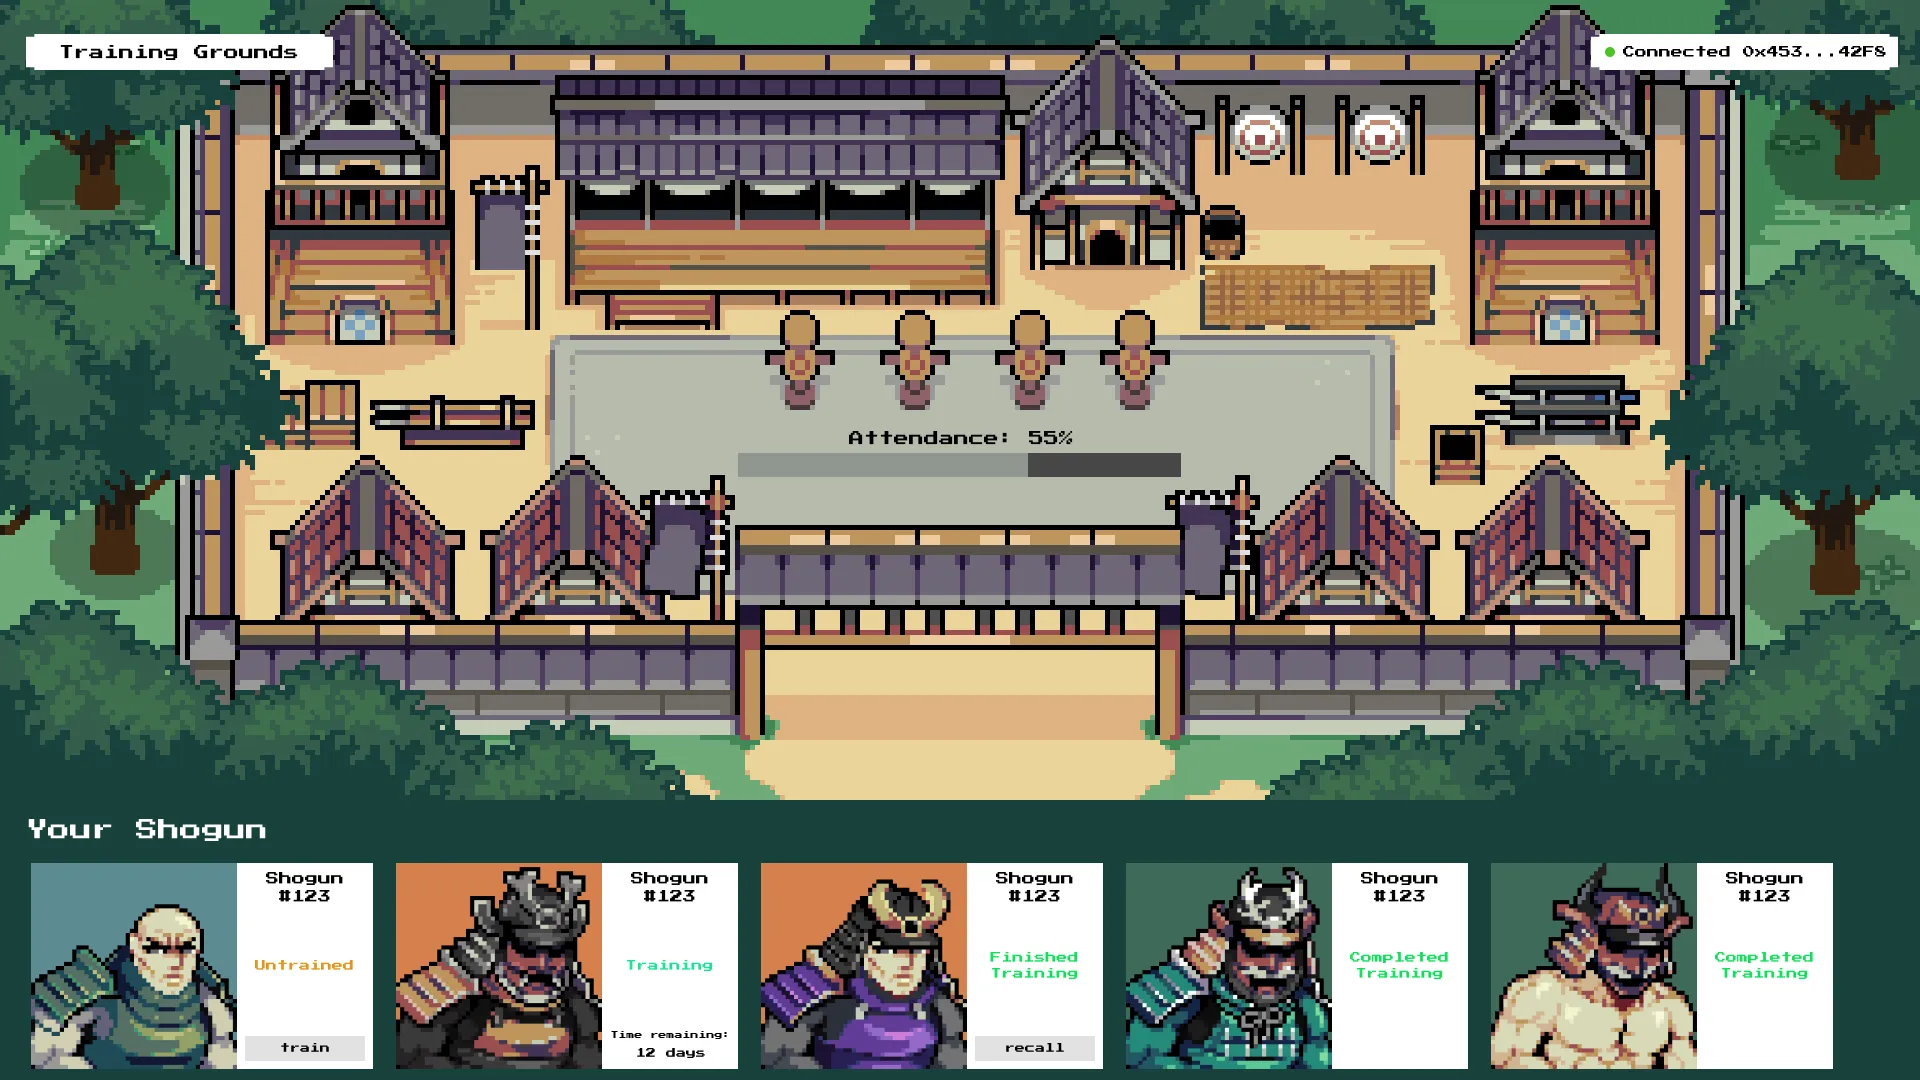 Training Grounds
Connected 0x453...42F8
Attendance: 55%
Your Shogun
Shogun
#123
Untrained
train
Shogun
#123
Training
Time remaining:
12 days
Shogun
#123
Finished
Training
recall
Shogun
#123
Completed
Training
Shogun
#123
Completed
Training